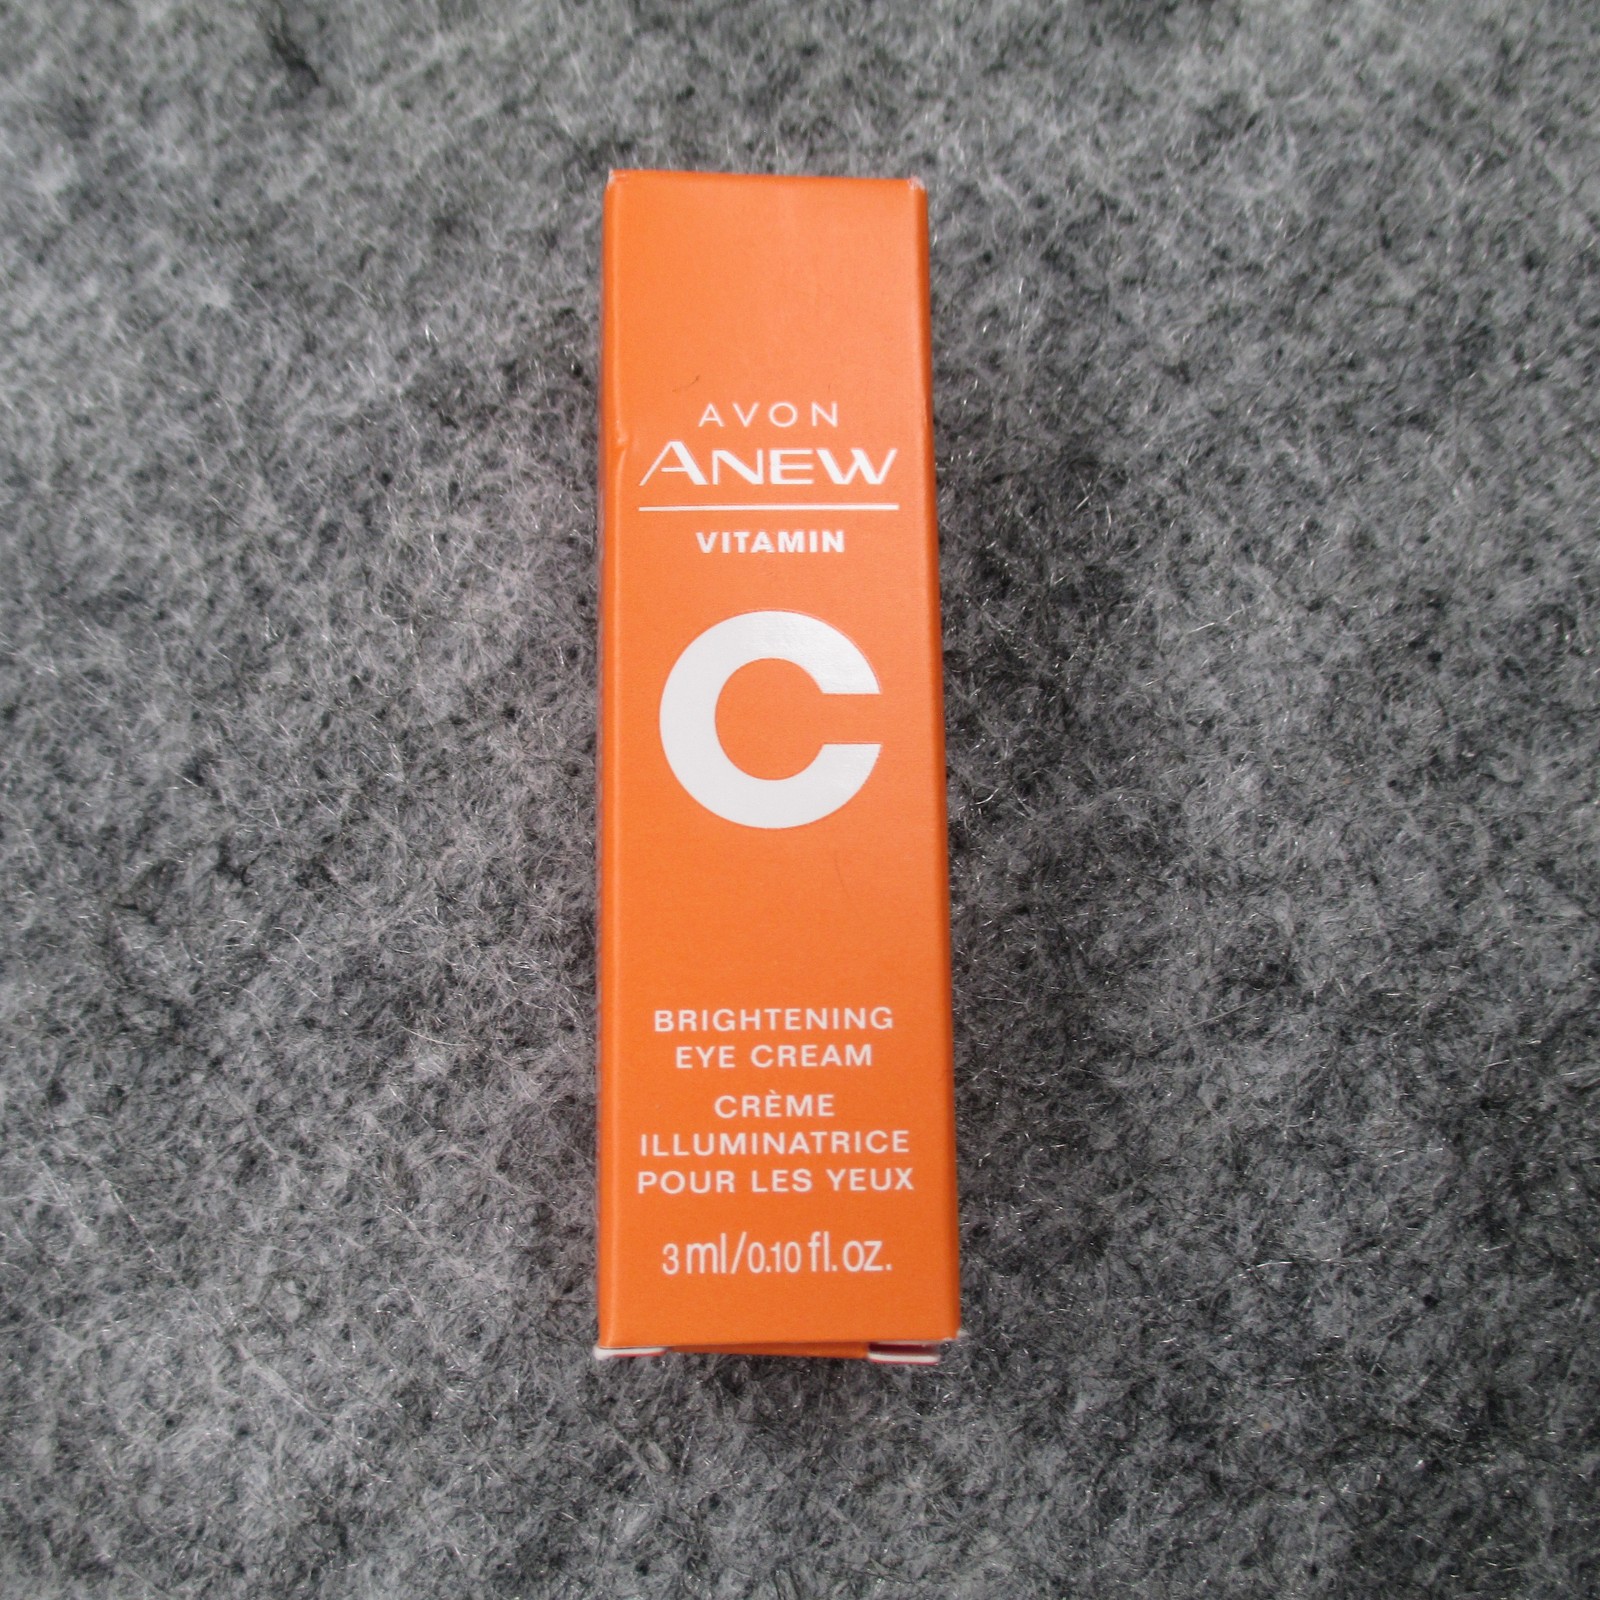 AVON
ANEW
VITAMIN
C
BRIGHTENING
EYE CREAM
CRÈME
ILLUMINATRICE
POUR LES YEUX
3 ml/0.10 fl. oz.